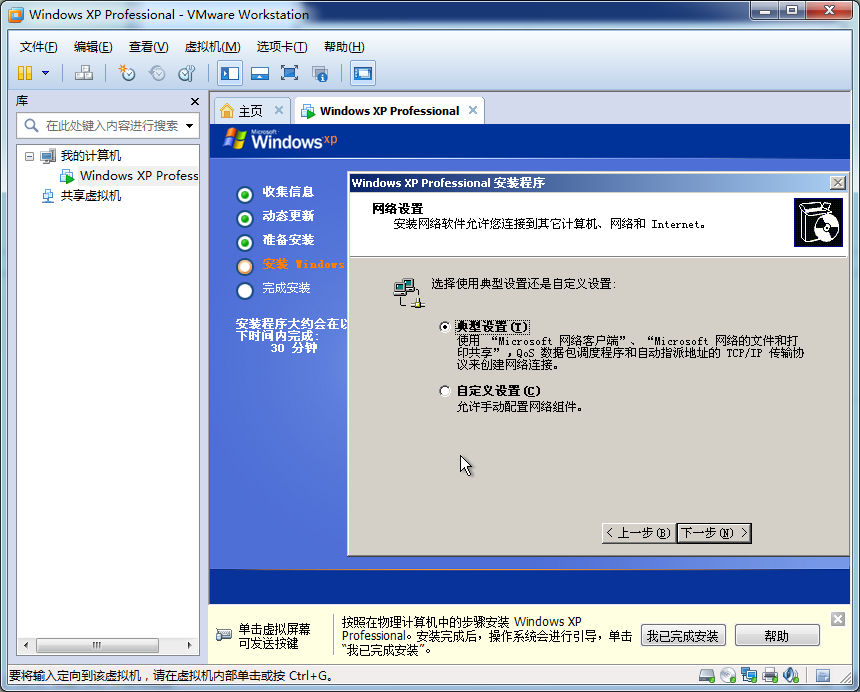 Windows XP Professional - VMware Workstation
文件(F) 编辑(E) 查看(V) 虚拟机(M) 选项卡(T) 帮助(H)
库
在此处键入内容进行搜索
我的计算机
Windows XP Profess
共享虚拟机
主页
Windows XP Professional
Microsoft
Windows xp
收集信息
动态更新
准备安装
安装 Windows
完成安装
安装程序大约会在以
下时间内完成:
30 分钟
Windows XP Professional 安装程序
网络设置
安装网络软件允许您连接到其它计算机、网络和 Internet。
选择使用典型设置还是自定义设置:
典型设置(T)
使用 “Microsoft 网络客户端”、“Microsoft 网络的文件和打
印共享”,QoS 数据包调度程序和自动指派地址的 TCP/IP 传输协
议来创建网络连接。
自定义设置(C)
允许手动配置网络组件。
< 上一步(B) 下一步(N) >
单击虚拟屏幕
可发送按键
按照在物理计算机中的步骤安装 Windows XP
Professional。安装完成后，操作系统会进行引导，单击
“我已完成安装”。
我已完成安装
帮助
要将输入定向到该虚拟机，请在虚拟机内部单击或按 Ctrl+G。